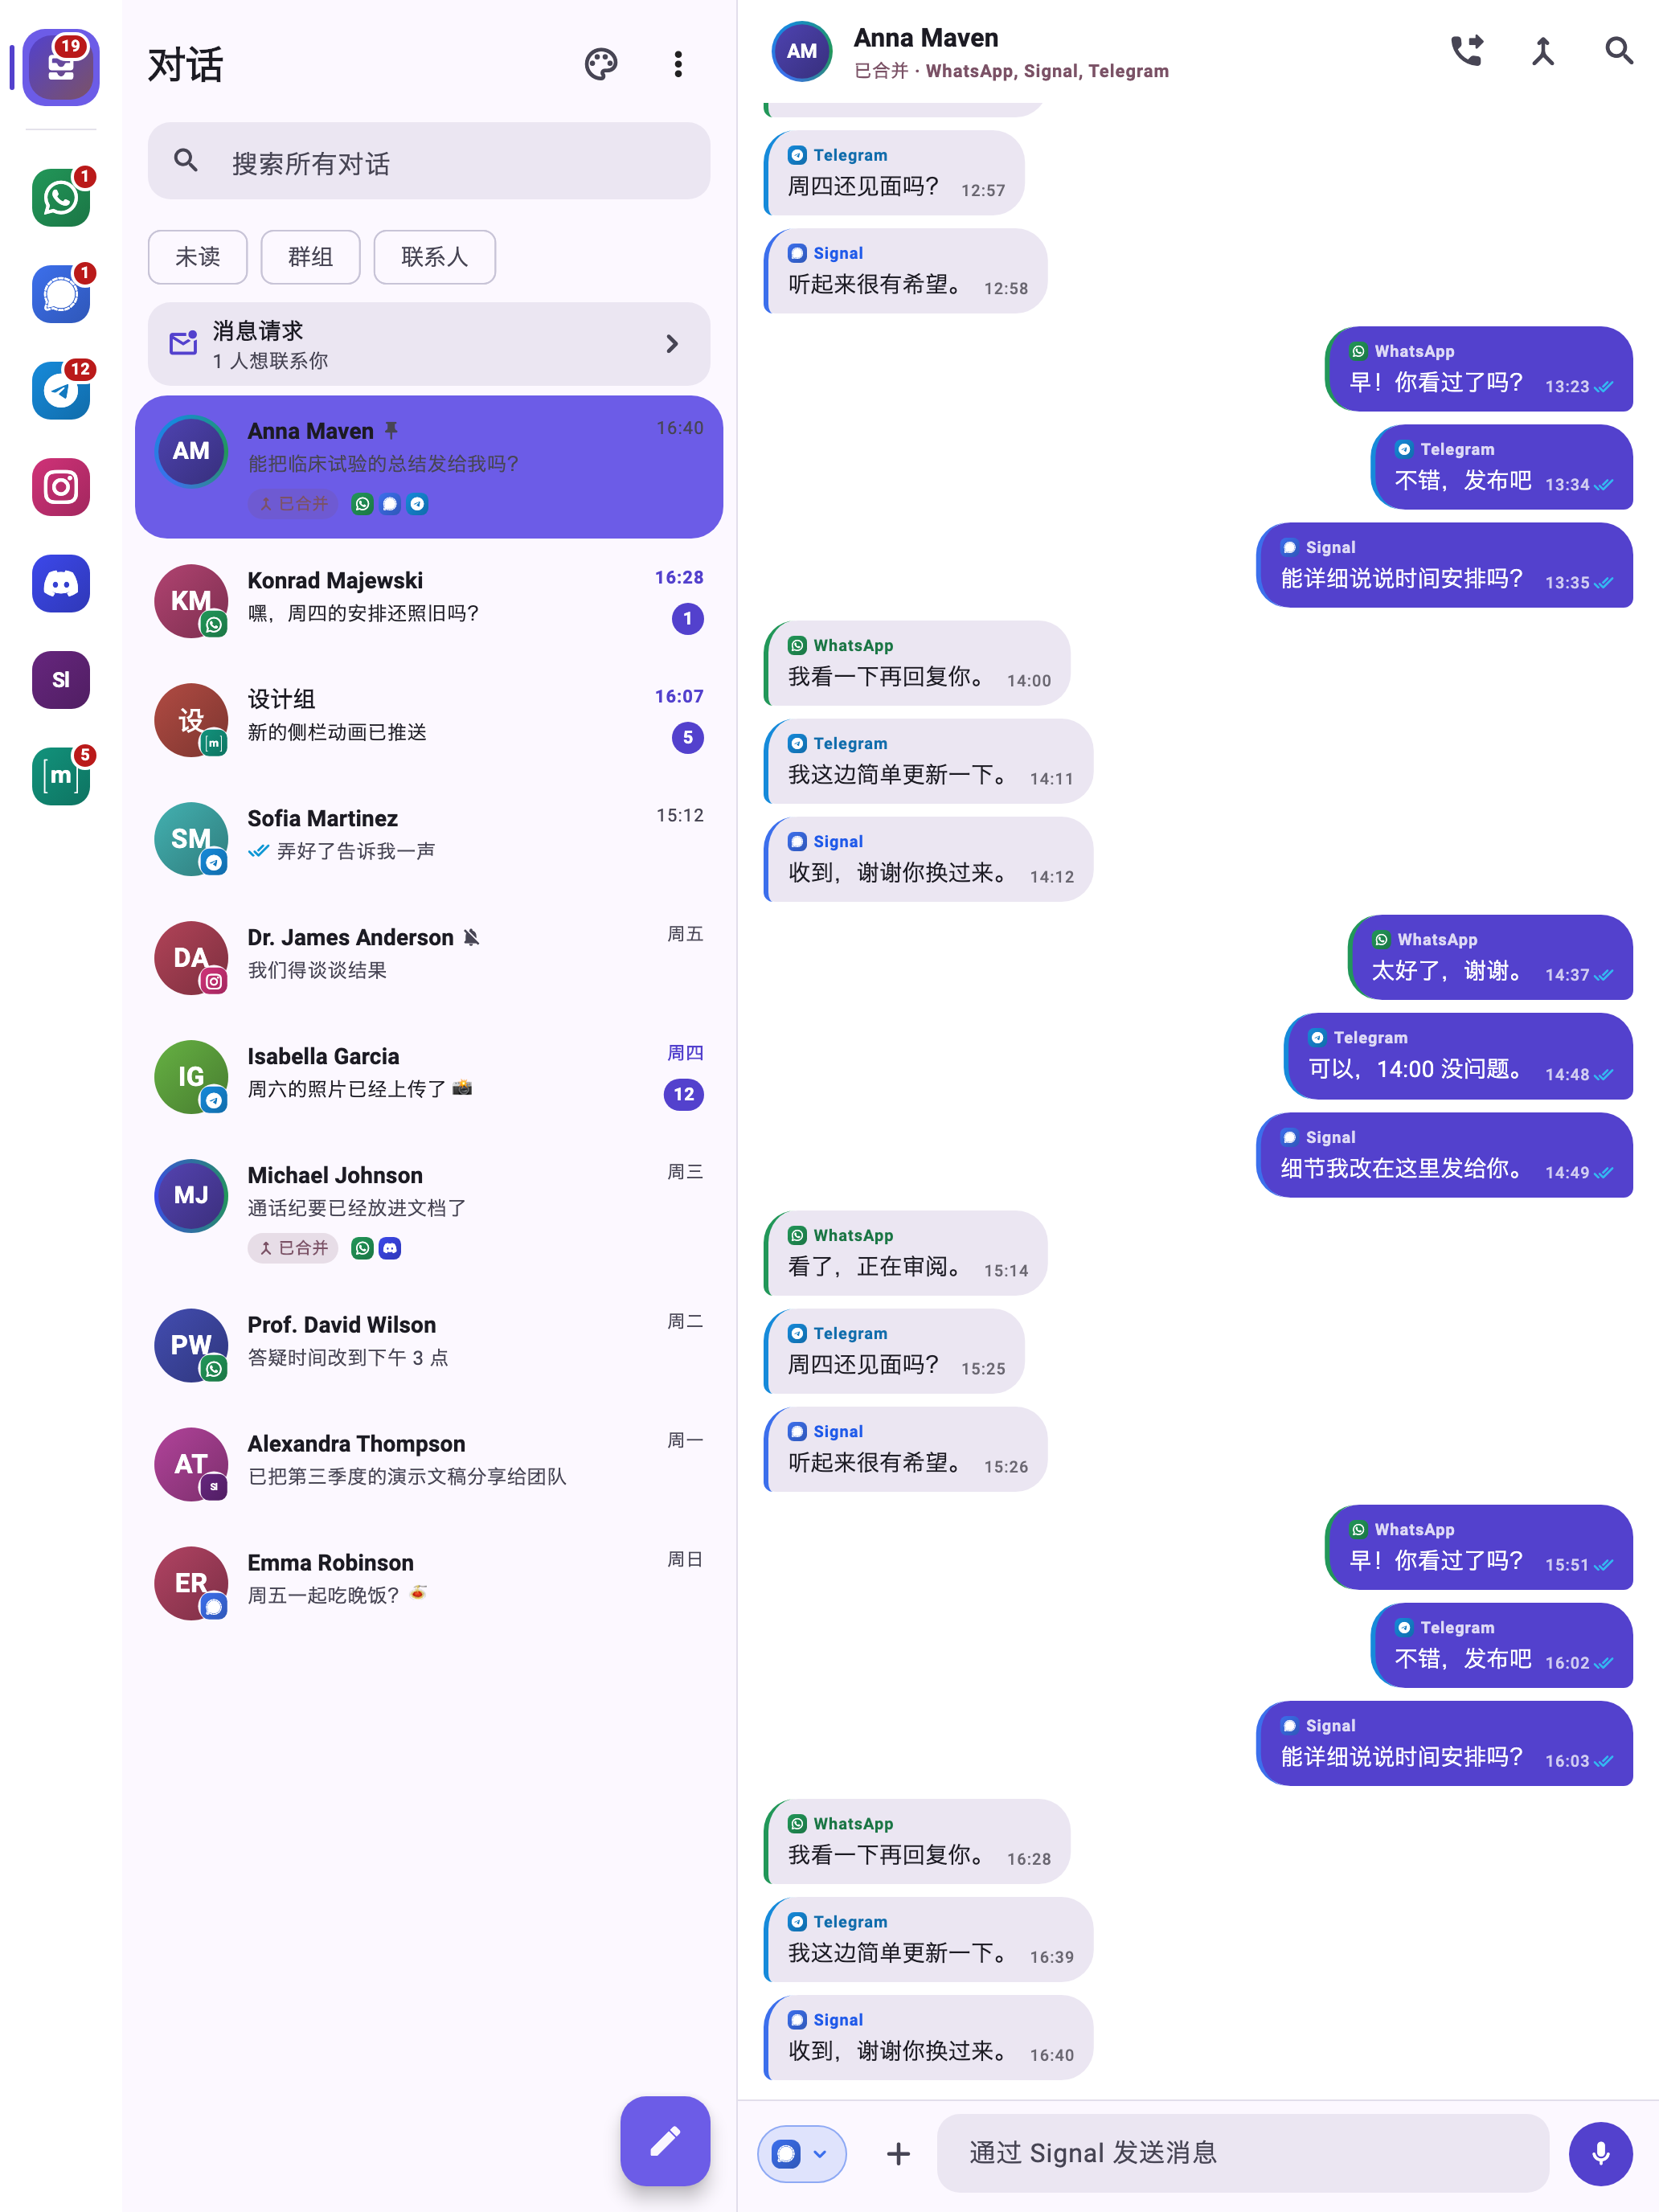 19
1
1
12
Sl
[m]
5
对话
搜索所有对话
未读
群组
联系人
消息请求
1 人想联系你
AM
Anna Maven
16:40
能把临床试验的总结发给我吗?
已合并
KM
Konrad Majewski
16:28
嘿，周四的安排还照旧吗?
1
设
[m]
设计组
16:07
新的侧栏动画已推送
5
SM
Sofia Martinez
15:12
弄好了告诉我一声
DA
Dr. James Anderson
周五
我们得谈谈结果
IG
Isabella Garcia
周四
周六的照片已经上传了 📸
12
MJ
Michael Johnson
周三
通话纪要已经放进文档了
已合并
PW
Prof. David Wilson
周二
答疑时间改到下午 3 点
AT
Sl
Alexandra Thompson
周一
已把第三季度的演示文稿分享给团队
ER
Emma Robinson
周日
周五一起吃晚饭? 🍝
AM
Anna Maven
已合并 · WhatsApp, Signal, Telegram
Telegram
周四还见面吗? 12:57
Signal
听起来很有希望。 12:58
WhatsApp
早！你看过了吗? 13:23
Telegram
不错，发布吧 13:34
Signal
能详细说说时间安排吗? 13:35
WhatsApp
我看一下再回复你。 14:00
Telegram
我这边简单更新一下。 14:11
Signal
收到，谢谢你换过来。 14:12
WhatsApp
太好了，谢谢。 14:37
Telegram
可以，14:00 没问题。 14:48
Signal
细节我改在这里发给你。 14:49
WhatsApp
看了，正在审阅。 15:14
Telegram
周四还见面吗? 15:25
Signal
听起来很有希望。 15:26
WhatsApp
早！你看过了吗? 15:51
Telegram
不错，发布吧 16:02
Signal
能详细说说时间安排吗? 16:03
WhatsApp
我看一下再回复你。 16:28
Telegram
我这边简单更新一下。 16:39
Signal
收到，谢谢你换过来。 16:40
通过 Signal 发送消息